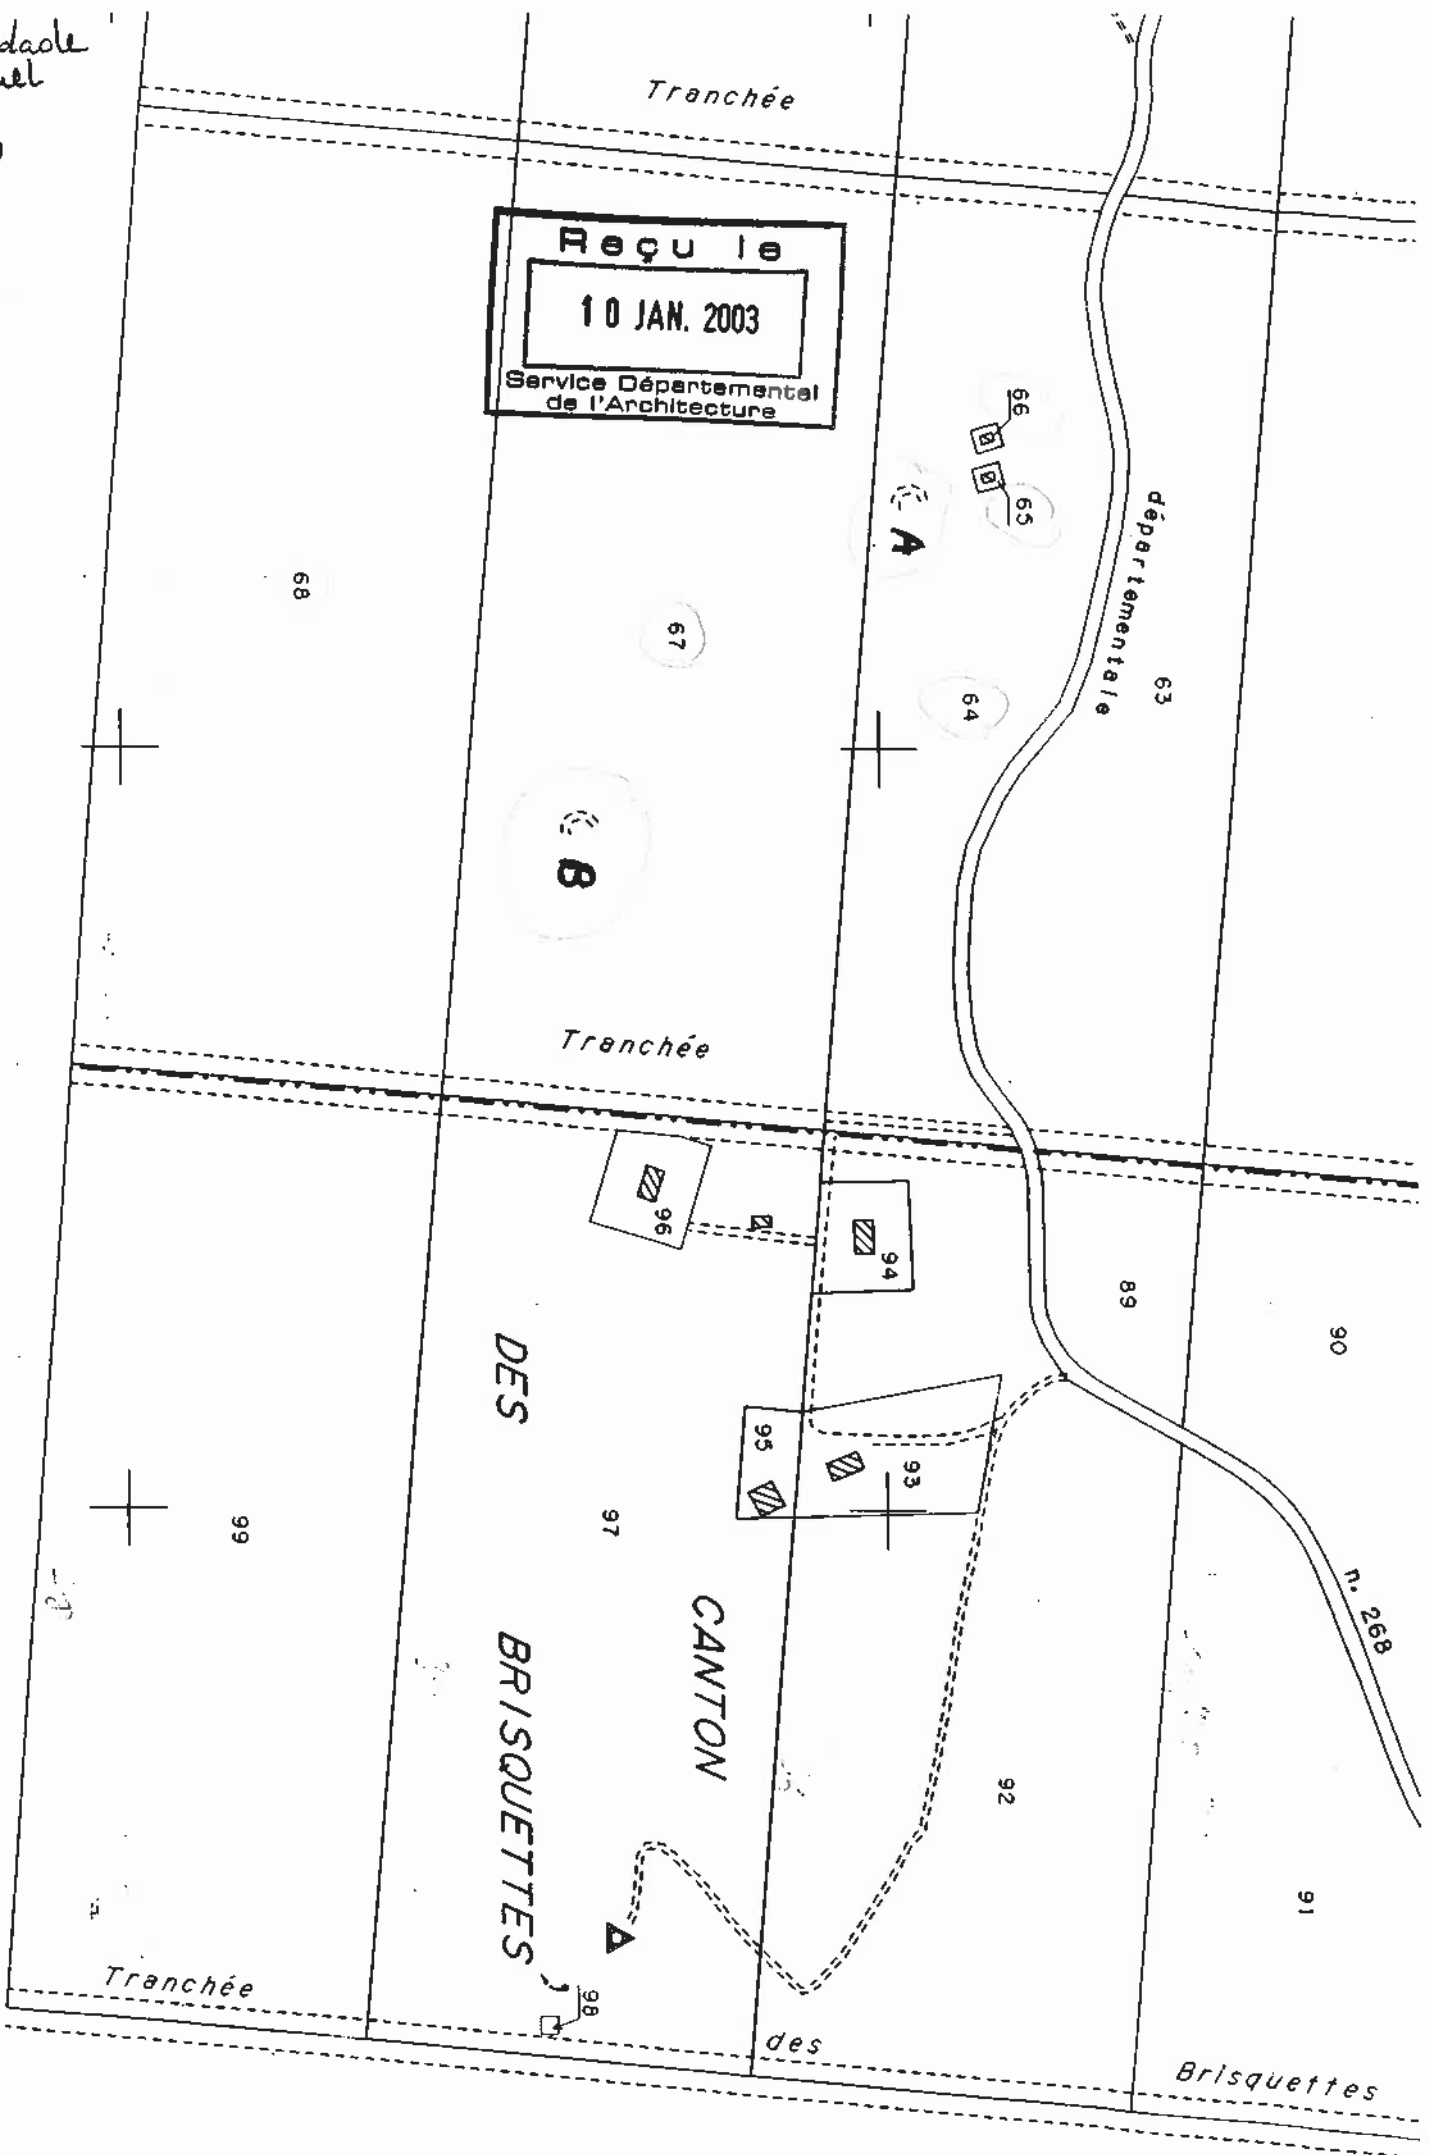 Tranchée
Reçu le
10 JAN. 2003
Service Départemental
de l'Architecture
66
65
A
départementale
68
67
64
63
B
Tranchée
96
94
89
90
DES
95
93
99
97
n. 268
CANTON
BRISQUETTES
92
91
Tranchée
98
des
Brisquettes